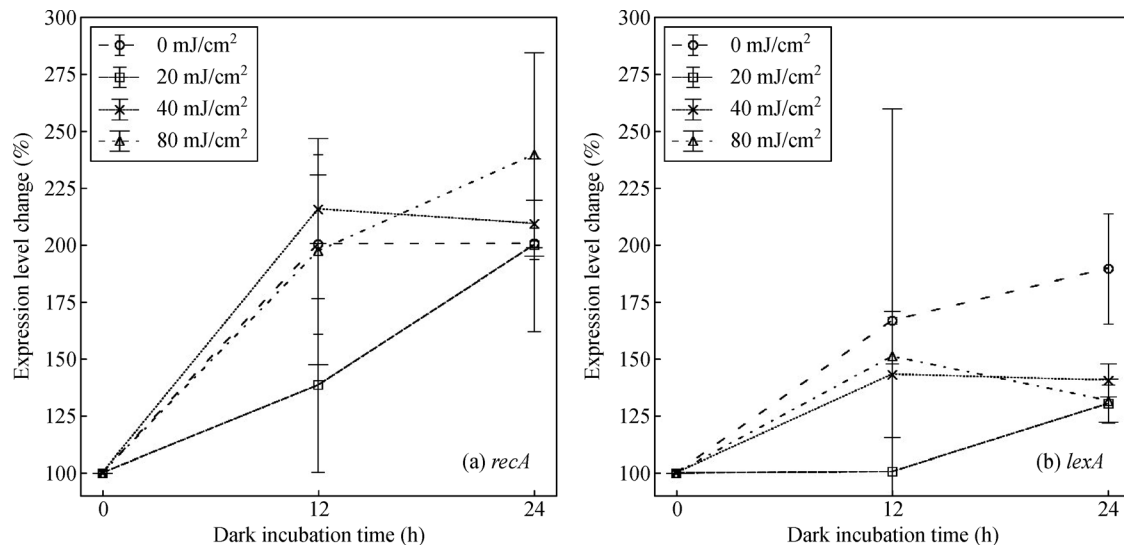 300
275
250
225
200
175
150
125
100
Expression level change (%)
0 mJ/cm²
20 mJ/cm²
40 mJ/cm²
80 mJ/cm²
(a) recA
0
12
24
Dark incubation time (h)
300
275
250
225
200
175
150
125
100
Expression level change (%)
0 mJ/cm²
20 mJ/cm²
40 mJ/cm²
80 mJ/cm²
(b) lexA
0
12
24
Dark incubation time (h)